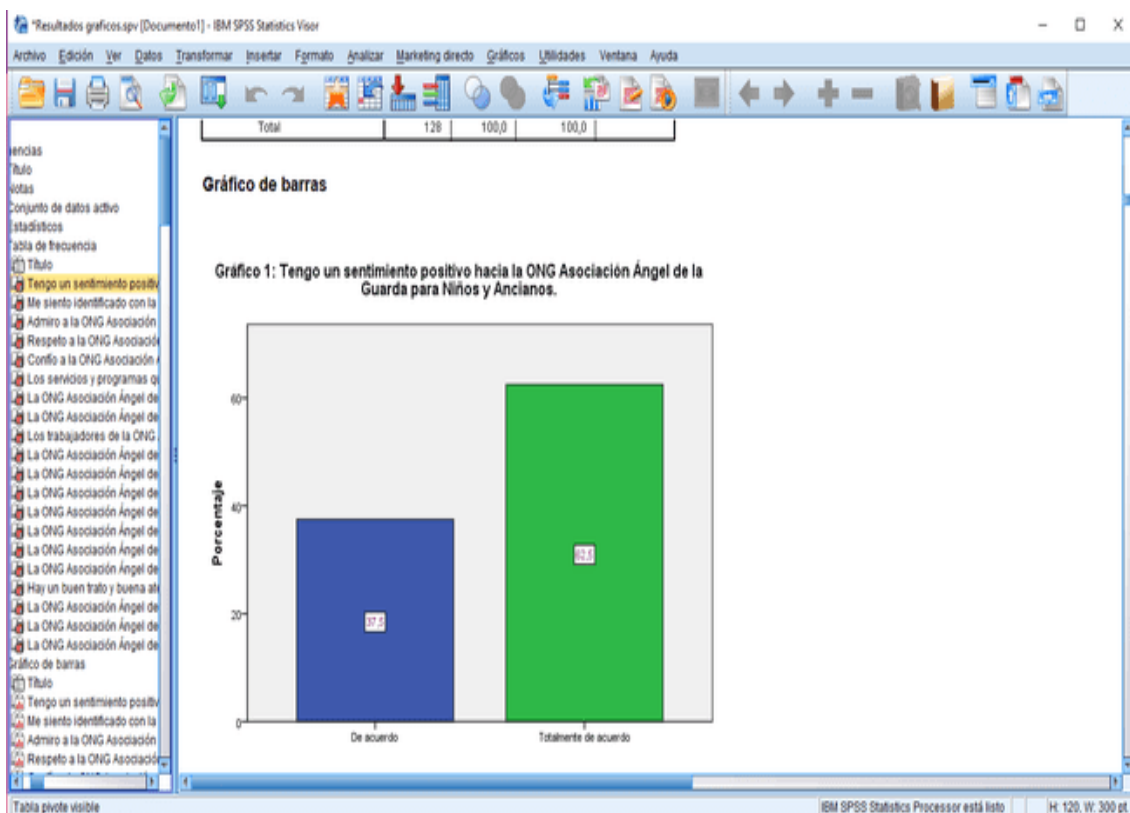 *Resultados graficos.spv [Documento1] - IBM SPSS Statistics Visor
Archivo Edición Ver Datos Transformar Insertar Formato Analizar Marketing directo Gráficos Utilidades Ventana Ayuda
Total 128 100,0 100,0
encias
Título
Notas
Conjunto de datos activo
Estadísticos
Tabla de frecuencia
Título
Tengo un sentimiento positiv
Me siento identificado con la
Admiro a la ONG Asociación
Respeto a la ONG Asociació
Confío a la ONG Asociación
Los servicios y programas q
La ONG Asociación Ángel de
La ONG Asociación Ángel de
Los trabajadores de la ONG
La ONG Asociación Ángel de
La ONG Asociación Ángel de
La ONG Asociación Ángel de
La ONG Asociación Ángel de
La ONG Asociación Ángel de
La ONG Asociación Ángel de
La ONG Asociación Ángel de
Hay un buen trato y buena ate
La ONG Asociación Ángel de
La ONG Asociación Ángel de
La ONG Asociación Ángel de
Gráfico de barras
Título
Tengo un sentimiento positiv
Me siento identificado con la
Admiro a la ONG Asociación
Respeto a la ONG Asociació
Gráfico de barras
Gráfico 1: Tengo un sentimiento positivo hacia la ONG Asociación Ángel de la
Guarda para Niños y Ancianos.
Porcentaje
60
40
20
0
37,5
62,5
De acuerdo
Totalmente de acuerdo
Tabla pivote visible
IBM SPSS Statistics Processor está listo
H: 120, W: 300 pt.